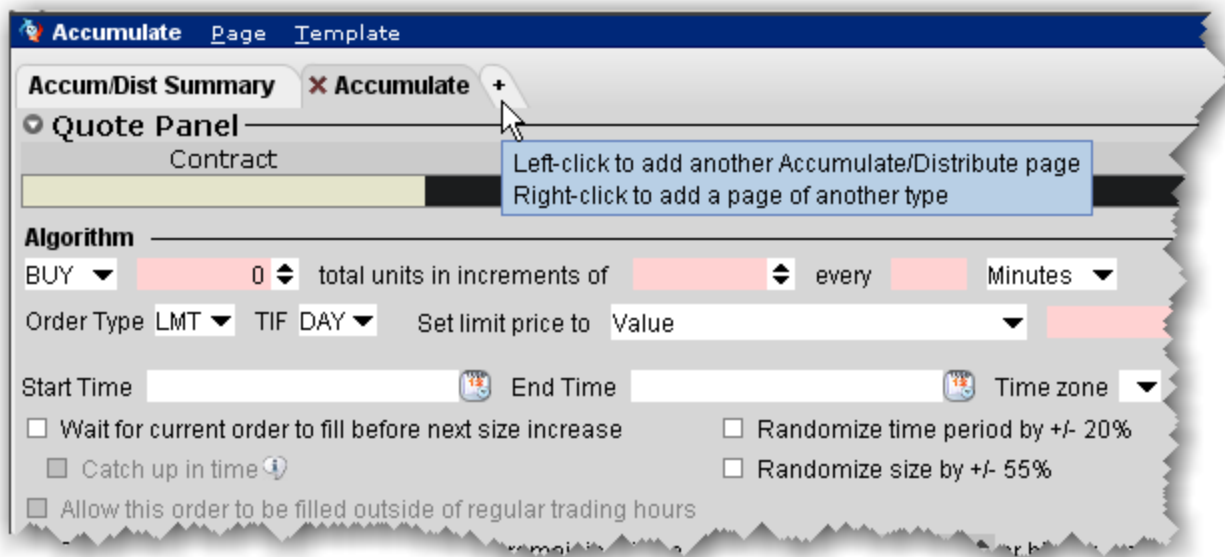 Accumulate Page Template
Accum/Dist Summary Accumulate +
Quote Panel
Contract
Left-click to add another Accumulate/Distribute page
Right-click to add a page of another type
Algorithm
BUY 0 total units in increments of every Minutes
Order Type LMT TIF DAY Set limit price to Value
Start Time End Time Time zone
Wait for current order to fill before next size increase Randomize time period by +/- 20%
Catch up in time Randomize size by +/- 55%
Allow this order to be filled outside of regular trading hours